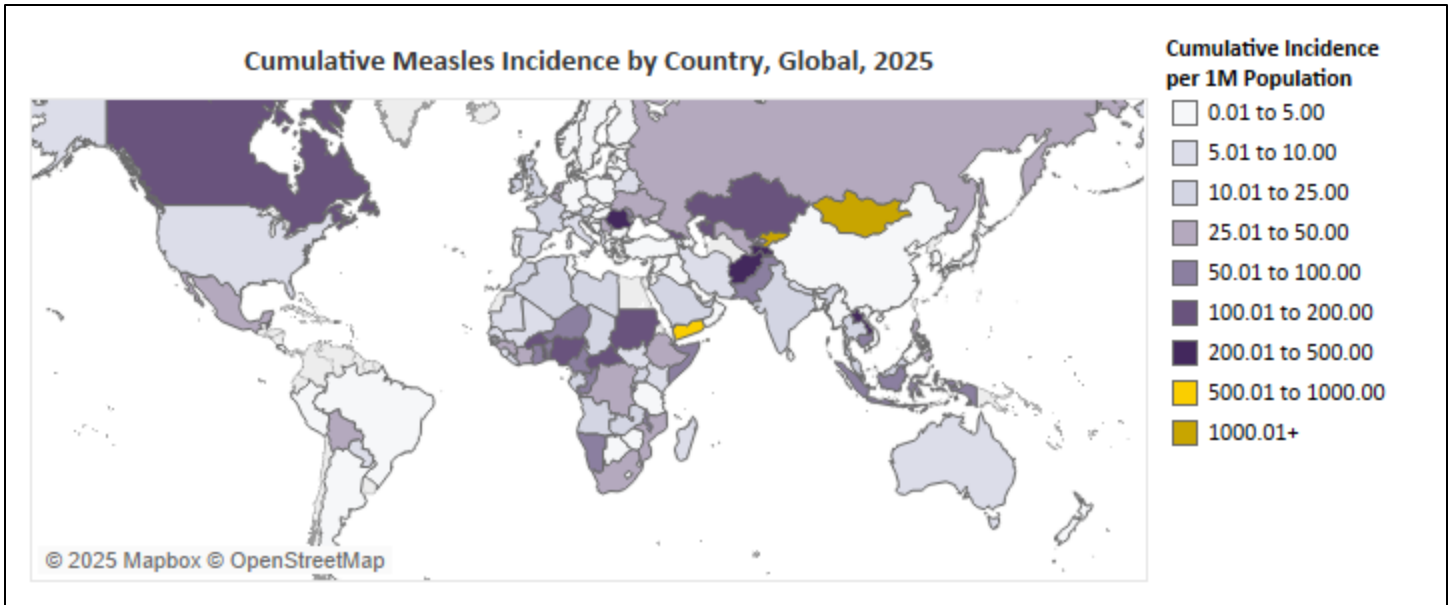 Cumulative Measles Incidence by Country, Global, 2025
Cumulative Incidence
per 1M Population
0.01 to 5.00
5.01 to 10.00
10.01 to 25.00
25.01 to 50.00
50.01 to 100.00
100.01 to 200.00
200.01 to 500.00
500.01 to 1000.00
1000.01+
© 2025 Mapbox © OpenStreetMap